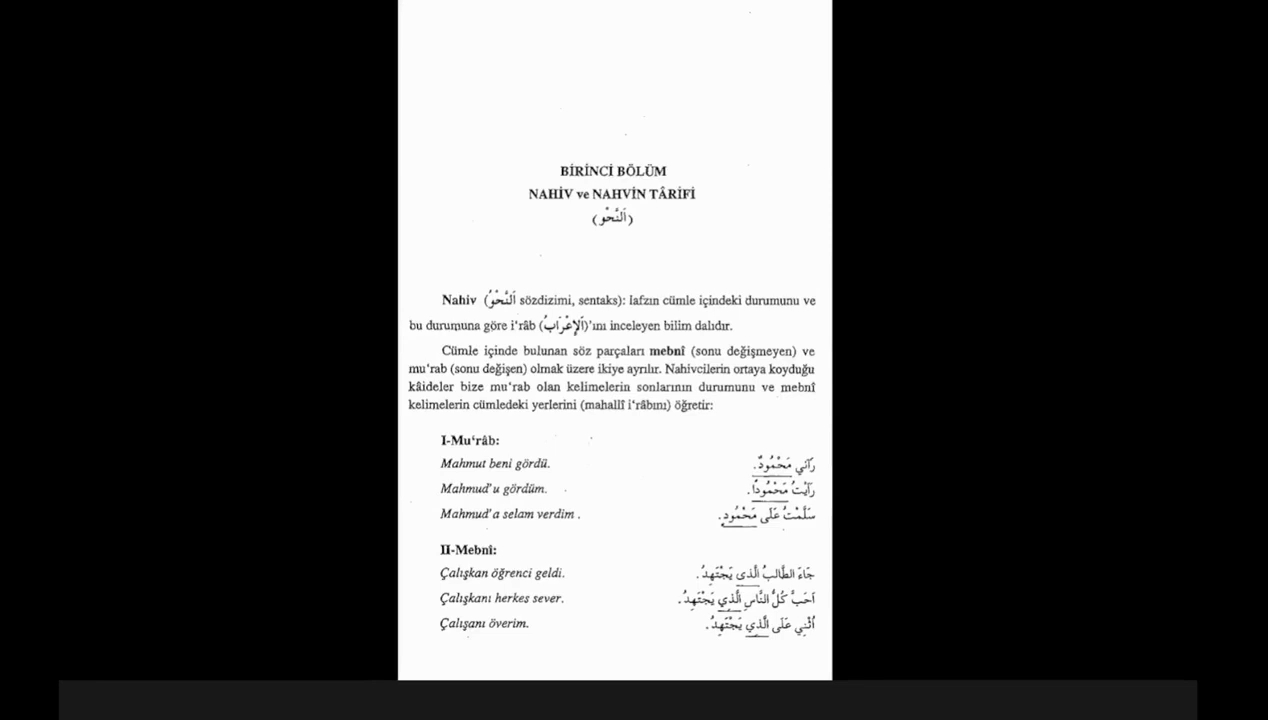 BİRİNCİ BÖLÜM
NAHİV ve NAHVİN TÂRİFİ
(اَلنَّحْو)
Nahiv (اَلنَّحْوُ sözdizimi, sentaks): lafzın cümle içindeki durumunu ve
bu durumuna göre i‘râb (اَلإِعْرَابُ)'ını inceleyen bilim dalıdır.
Cümle içinde bulunan söz parçaları mebnî (sonu değişmeyen) ve
mu‘rab (sonu değişen) olmak üzere ikiye ayrılır. Nahivcilerin ortaya koyduğu
kâideler bize mu‘rab olan kelimelerin sonlarının durumunu ve mebnî
kelimelerin cümledeki yerlerini (mahallî i‘râbını) öğretir:
I-Mu‘râb:
Mahmut beni gördü. رَآنِي مَحْمُودٌ.
Mahmud'u gördüm. رَاَيْتُ مَحْمُودًا.
Mahmud'a selam verdim . سَلَّمْتُ عَلَى مَحْمُودٍ.
II-Mebnî:
Çalışkan öğrenci geldi. جَاءَ الطَّالِبُ الَّذِى يَجْتَهِدُ.
Çalışkanı herkes sever. اَحَبَّ كُلُّ النَّاسِ الَّذِي يَجْتَهِدُ.
Çalışanı överim. اُثْنِي عَلَى الَّذِي يَجْتَهِدُ.